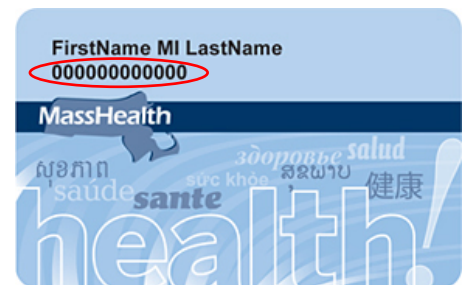 FirstName MI LastName
000000000000
MassHealth
здоровье salud
សុខភាព sức khỏe ສຸຂພາບ 健康
saúde sante
health!